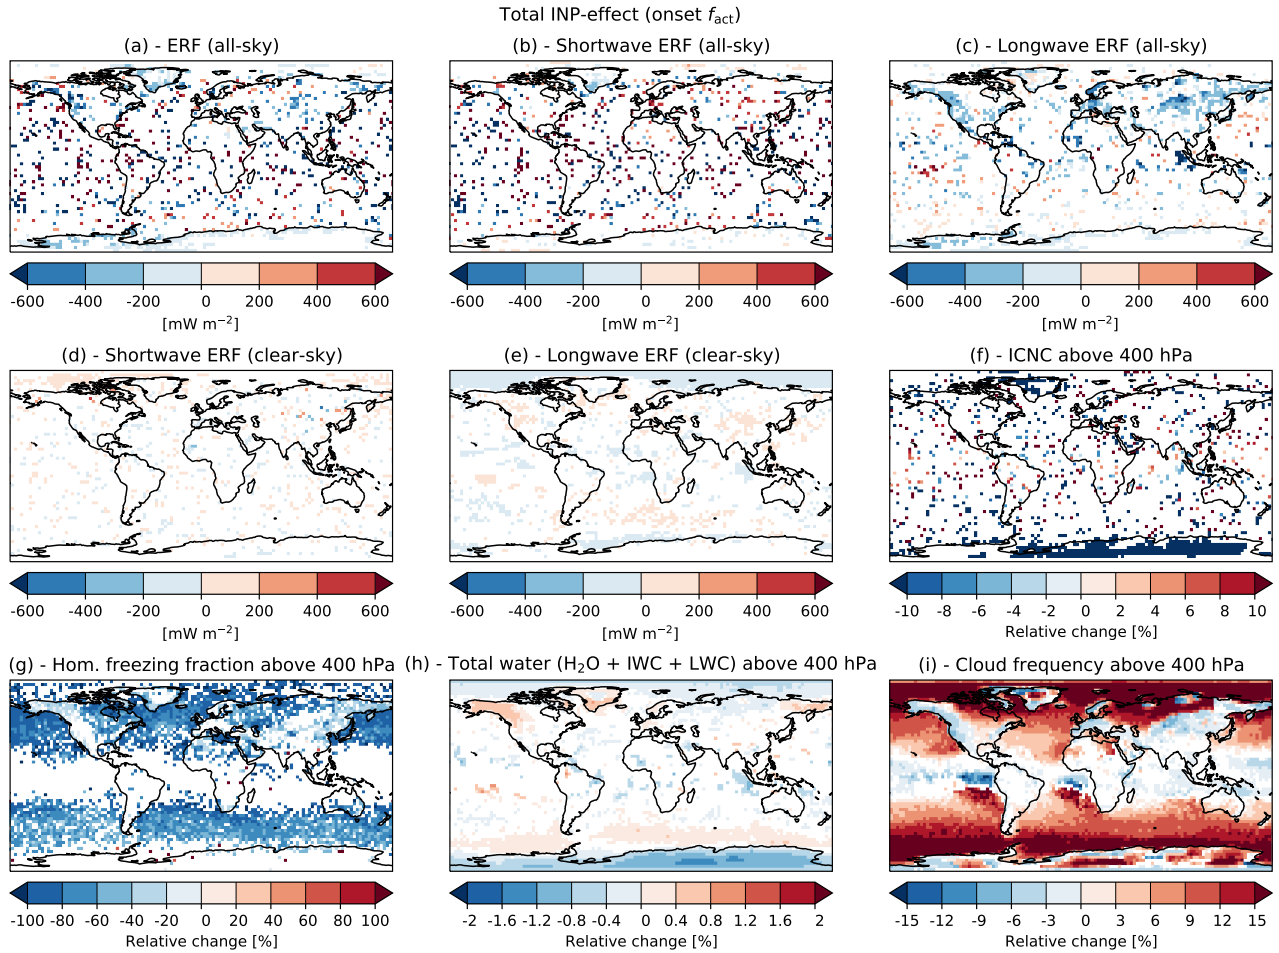 Total INP-effect (onset f_act)
(a) - ERF (all-sky)
(b) - Shortwave ERF (all-sky)
(c) - Longwave ERF (all-sky)
-600 -400 -200 0 200 400 600
-600 -400 -200 0 200 400 600
-600 -400 -200 0 200 400 600
[mW m⁻²]
[mW m⁻²]
[mW m⁻²]
(d) - Shortwave ERF (clear-sky)
(e) - Longwave ERF (clear-sky)
(f) - ICNC above 400 hPa
-600 -400 -200 0 200 400 600
-600 -400 -200 0 200 400 600
-10 -8 -6 -4 -2 0 2 4 6 8 10
[mW m⁻²]
[mW m⁻²]
Relative change [%]
(g) - Hom. freezing fraction above 400 hPa
(h) - Total water (H₂O + IWC + LWC) above 400 hPa
(i) - Cloud frequency above 400 hPa
-100 -80 -60 -40 -20 0 20 40 60 80 100
-2 -1.6 -1.2 -0.8 -0.4 0 0.4 0.8 1.2 1.6 2
-15 -12 -9 -6 -3 0 3 6 9 12 15
Relative change [%]
Relative change [%]
Relative change [%]